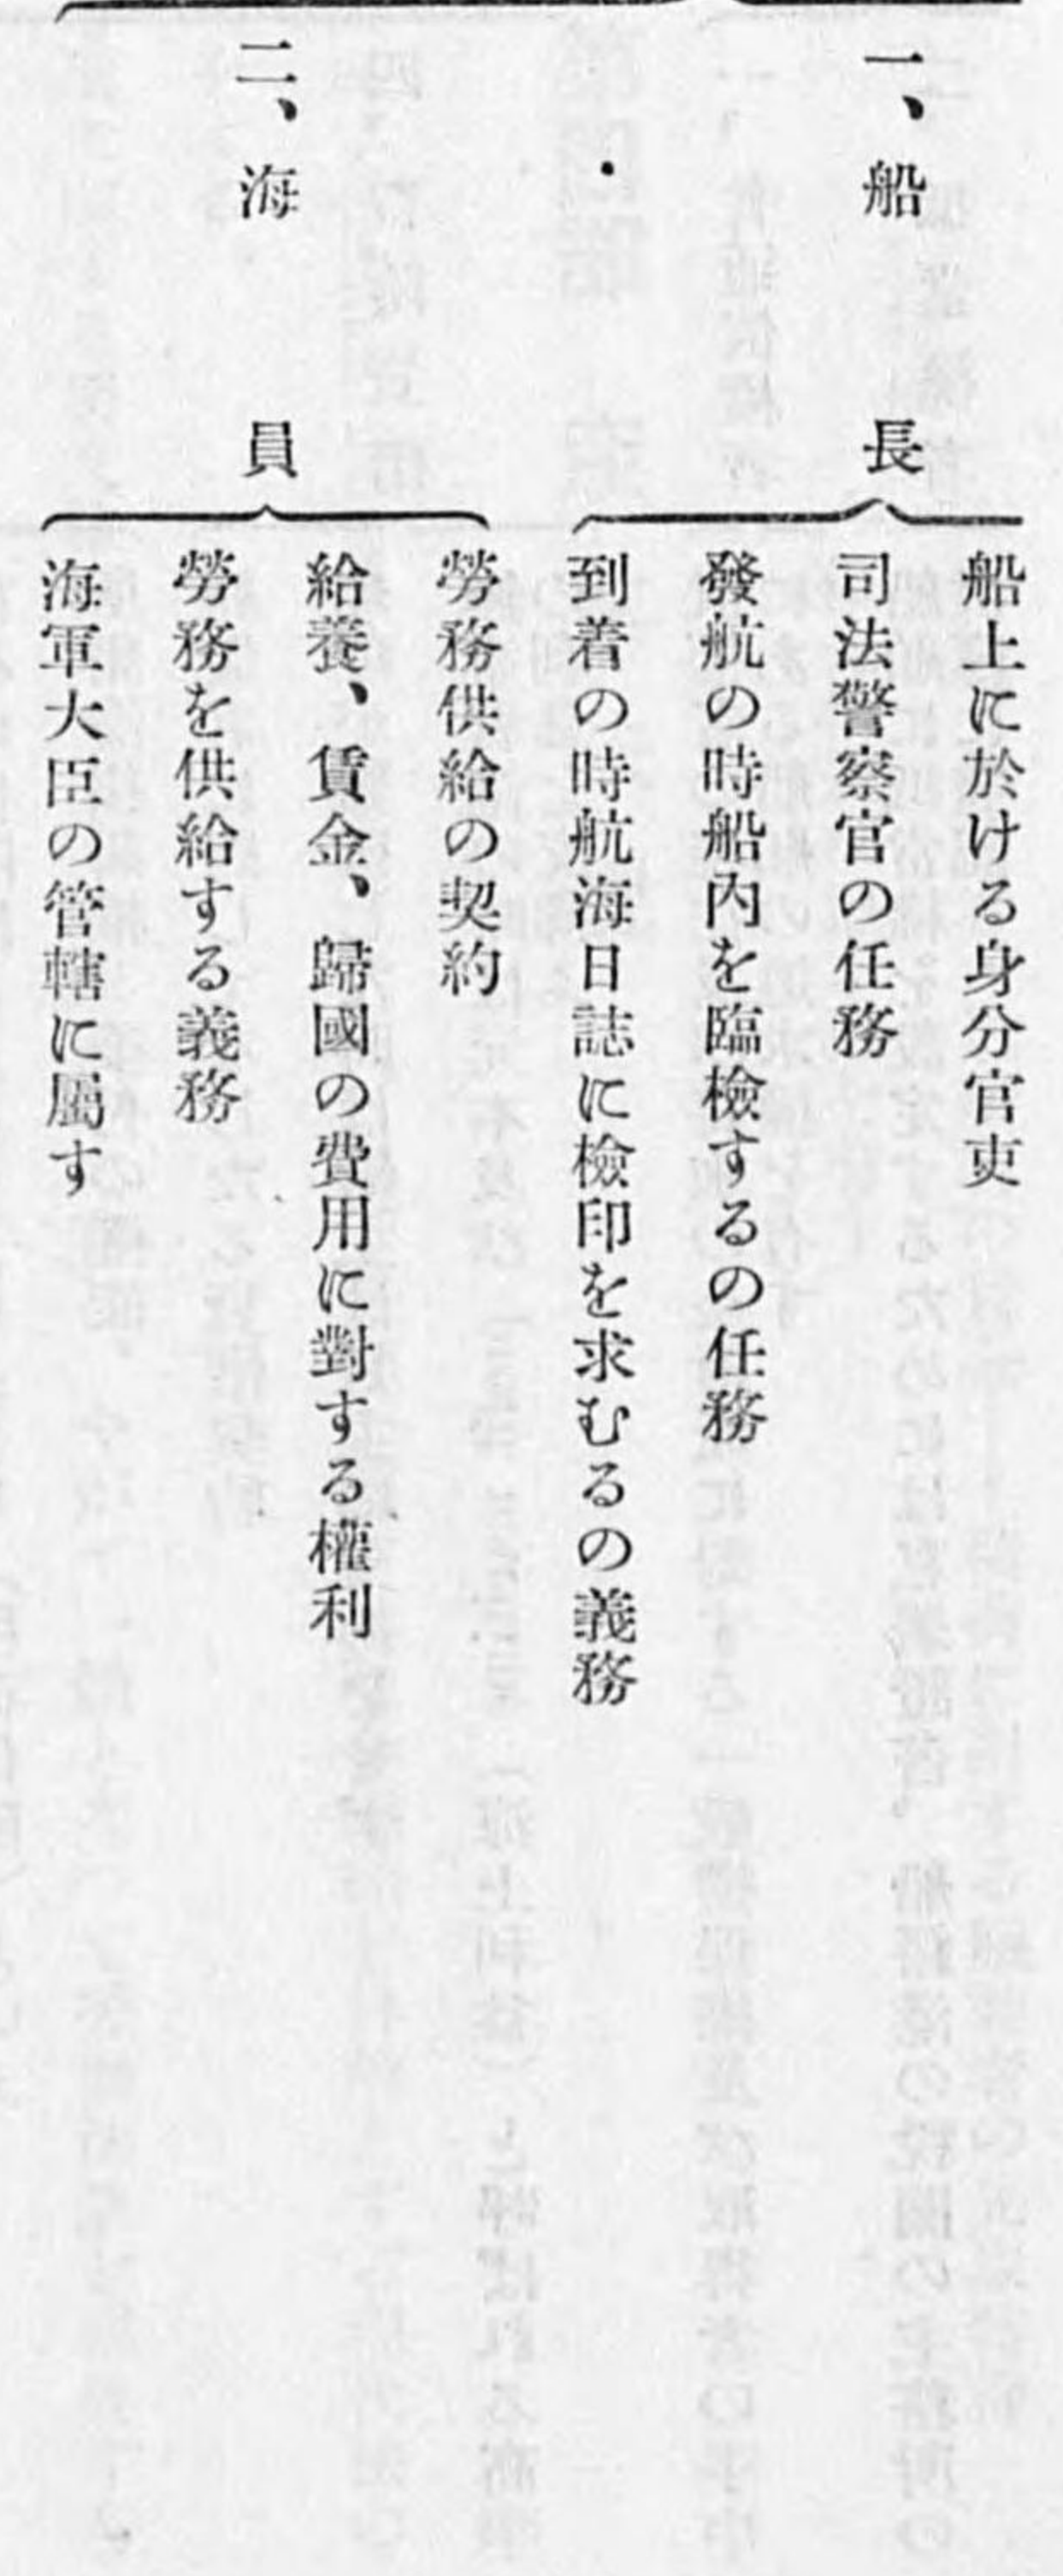 一、船長
船上に於ける身分官吏
司法警察官の任務
發航の時船內を臨檢するの任務
到着の時航海日誌に檢印を求むるの義務
二、海員
勞務供給の契約
給養、賃金、歸國の費用に對する權利
勞務を供給する義務
海軍大臣の管轄に屬す